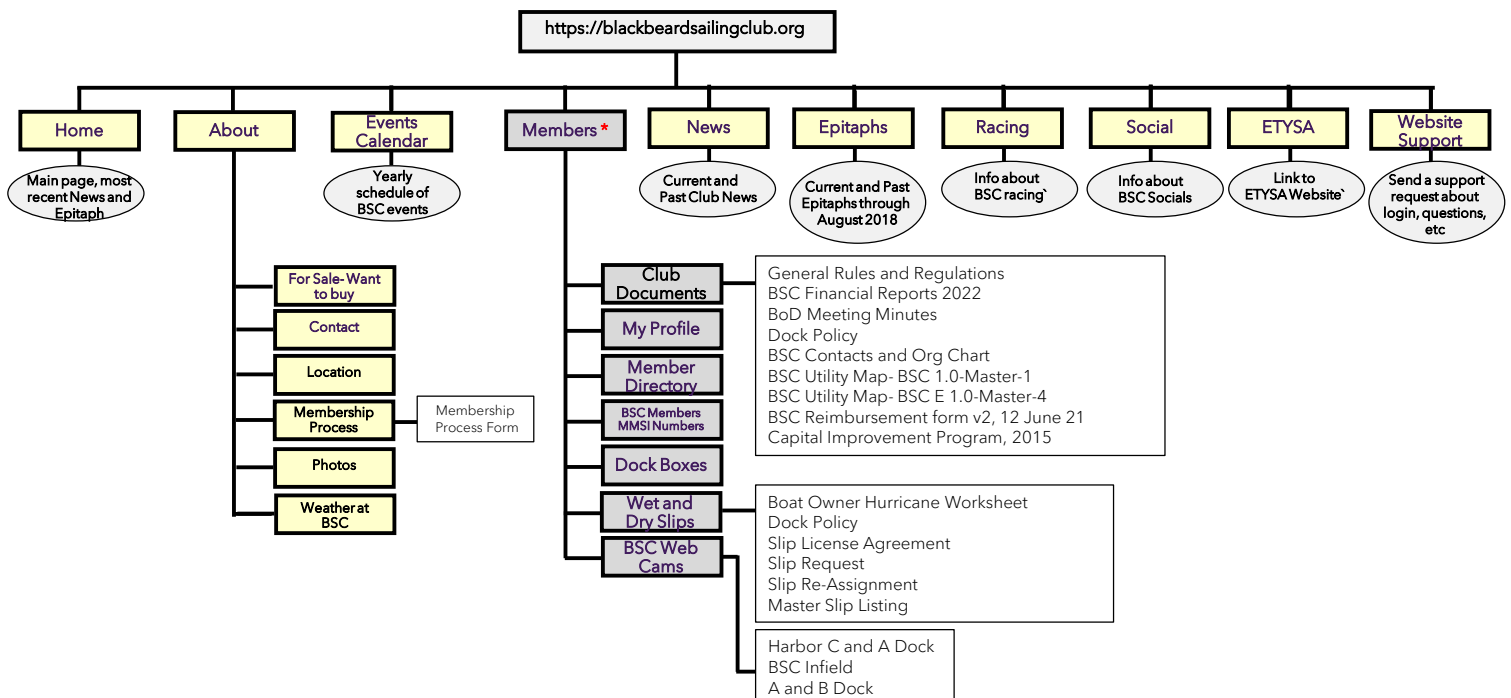 https://blackbeardsailingclub.org
Home
About
Events
Calendar
Members *
News
Epitaphs
Racing
Social
ETYSA
Website
Support
Main page, most
recent News and
Epitaph
Yearly
schedule of
BSC events
Current and
Past Club News
Current and Past
Epitaphs through
August 2018
Info about
BSC racing`
Info about
BSC Socials
Link to
ETYSA Website`
Send a support
request about
login, questions,
etc
For Sale-Want
to buy
Contact
Location
Membership
Process
Membership
Process Form
Photos
Weather at
BSC
Club
Documents
My Profile
Member
Directory
BSC Members
MMSI Numbers
Dock Boxes
Wet and
Dry Slips
BSC Web
Cams
General Rules and Regulations
BSC Financial Reports 2022
BoD Meeting Minutes
Dock Policy
BSC Contacts and Org Chart
BSC Utility Map- BSC 1.0-Master-1
BSC Utility Map- BSC E 1.0-Master-4
BSC Reimbursement form v2, 12 June 21
Capital Improvement Program, 2015
Boat Owner Hurricane Worksheet
Dock Policy
Slip License Agreement
Slip Request
Slip Re-Assignment
Master Slip Listing
Harbor C and A Dock
BSC Infield
A and B Dock